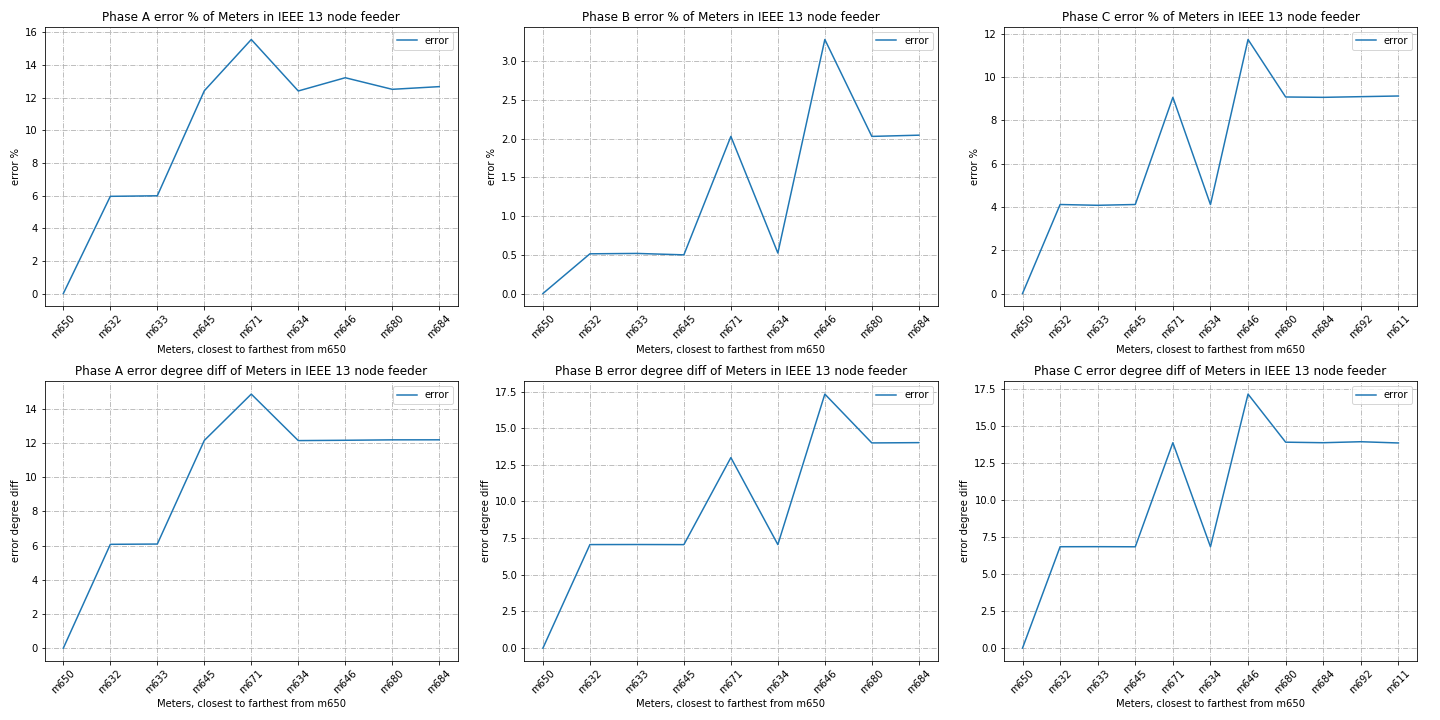 Phase A error % of Meters in IEEE 13 node feeder
error %
16
14
12
10
8
6
4
2
0
error
m650
m632
m633
m645
m671
m634
m646
m680
m684
Meters, closest to farthest from m650
Phase B error % of Meters in IEEE 13 node feeder
error %
3.0
2.5
2.0
1.5
1.0
0.5
0.0
error
m650
m632
m633
m645
m671
m634
m646
m680
m684
Meters, closest to farthest from m650
Phase C error % of Meters in IEEE 13 node feeder
error %
12
10
8
6
4
2
0
error
m650
m632
m633
m645
m671
m634
m646
m680
m684
m692
m611
Meters, closest to farthest from m650
Phase A error degree diff of Meters in IEEE 13 node feeder
error degree diff
14
12
10
8
6
4
2
0
error
m650
m632
m633
m645
m671
m634
m646
m680
m684
Meters, closest to farthest from m650
Phase B error degree diff of Meters in IEEE 13 node feeder
error degree diff
17.5
15.0
12.5
10.0
7.5
5.0
2.5
0.0
error
m650
m632
m633
m645
m671
m634
m646
m680
m684
Meters, closest to farthest from m650
Phase C error degree diff of Meters in IEEE 13 node feeder
error degree diff
17.5
15.0
12.5
10.0
7.5
5.0
2.5
0.0
error
m650
m632
m633
m645
m671
m634
m646
m680
m684
m692
m611
Meters, closest to farthest from m650